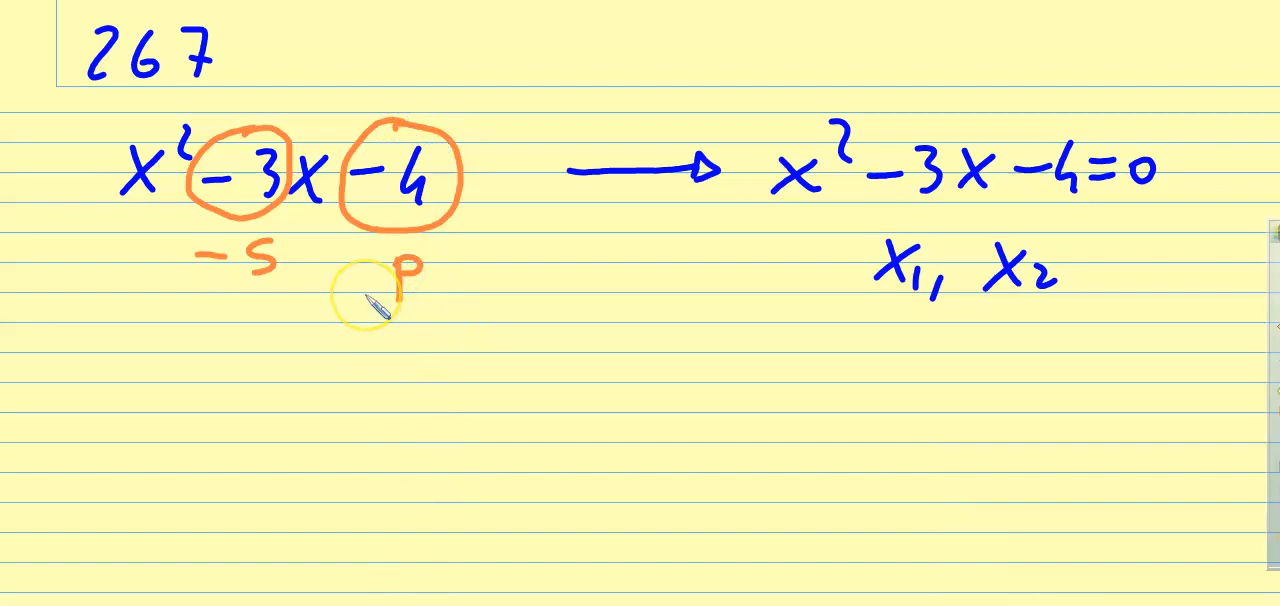 267
x² - 3x - 4 → x² - 3x - 4 = 0
- S P x₁, x₂